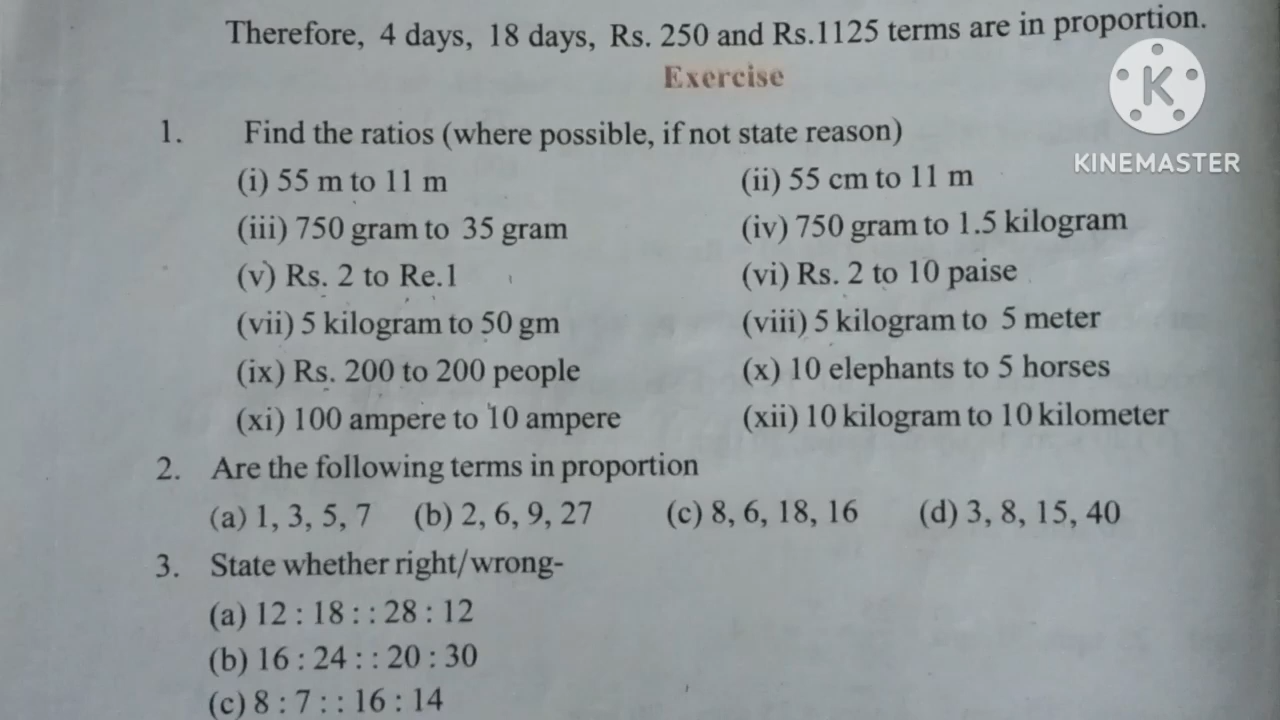 Therefore, 4 days, 18 days, Rs. 250 and Rs.1125 terms are in proportion.
Exercise
KINEMASTER
1. Find the ratios (where possible, if not state reason)
(i) 55 m to 11 m (ii) 55 cm to 11 m
(iii) 750 gram to 35 gram (iv) 750 gram to 1.5 kilogram
(v) Rs. 2 to Re.1 (vi) Rs. 2 to 10 paise
(vii) 5 kilogram to 50 gm (viii) 5 kilogram to 5 meter
(ix) Rs. 200 to 200 people (x) 10 elephants to 5 horses
(xi) 100 ampere to 10 ampere (xii) 10 kilogram to 10 kilometer
2. Are the following terms in proportion
(a) 1, 3, 5, 7 (b) 2, 6, 9, 27 (c) 8, 6, 18, 16 (d) 3, 8, 15, 40
3. State whether right/wrong-
(a) 12 : 18 : : 28 : 12
(b) 16 : 24 : : 20 : 30
(c) 8 : 7 : : 16 : 14